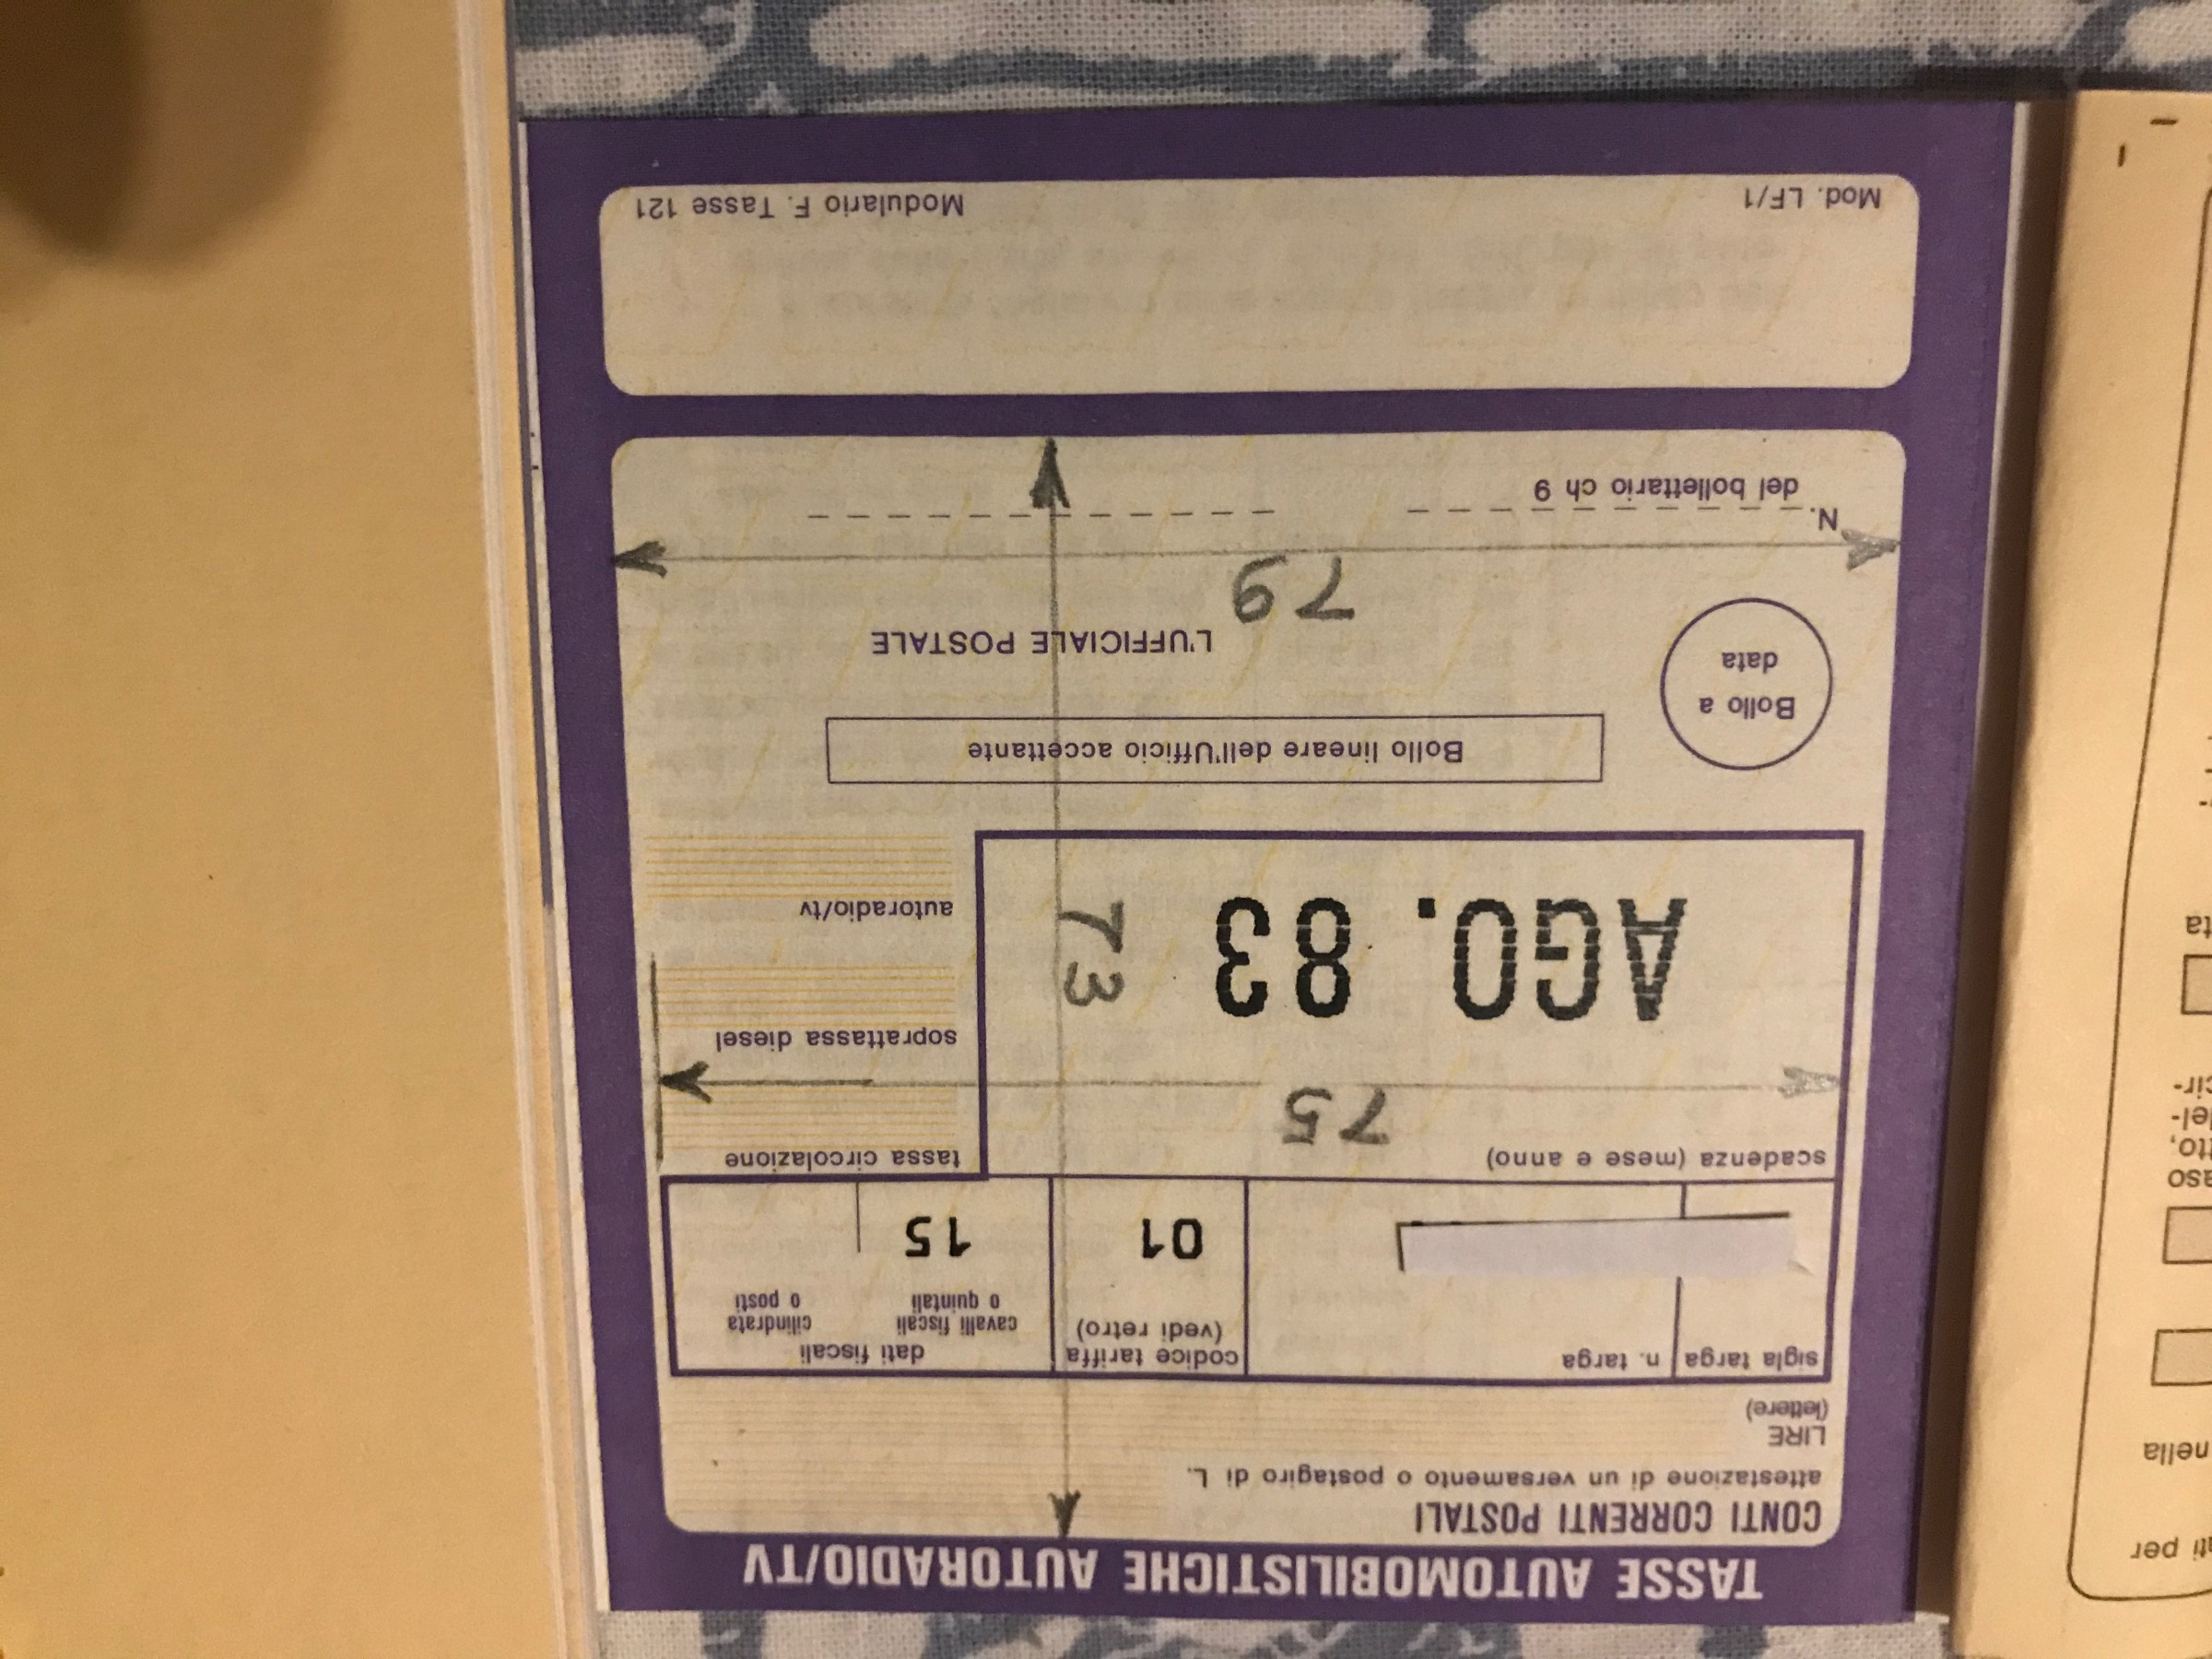 TASSE AUTOMOBILISTICHE AUTORADIO/TV
CONTI CORRENTI POSTALI
attestazione di un versamento o postagiro di L.
LIRE
(lettere)
sigla targa
n. targa
codice tariffa
(vedi retro)
01
dati fiscali
cavalli fiscali
o quintali
15
cilindrata
o posti
scadenza (mese e anno)
75
AGO. 83
73
tassa circolazione
soprattassa diesel
autoradio/tv
Bollo lineare dell'Ufficio accettante
Bollo a
data
L'UFFICIALE POSTALE
79
N.
del bollettario ch 9
Mod. LF/1
Modulario F. Tasse 121
per
nella